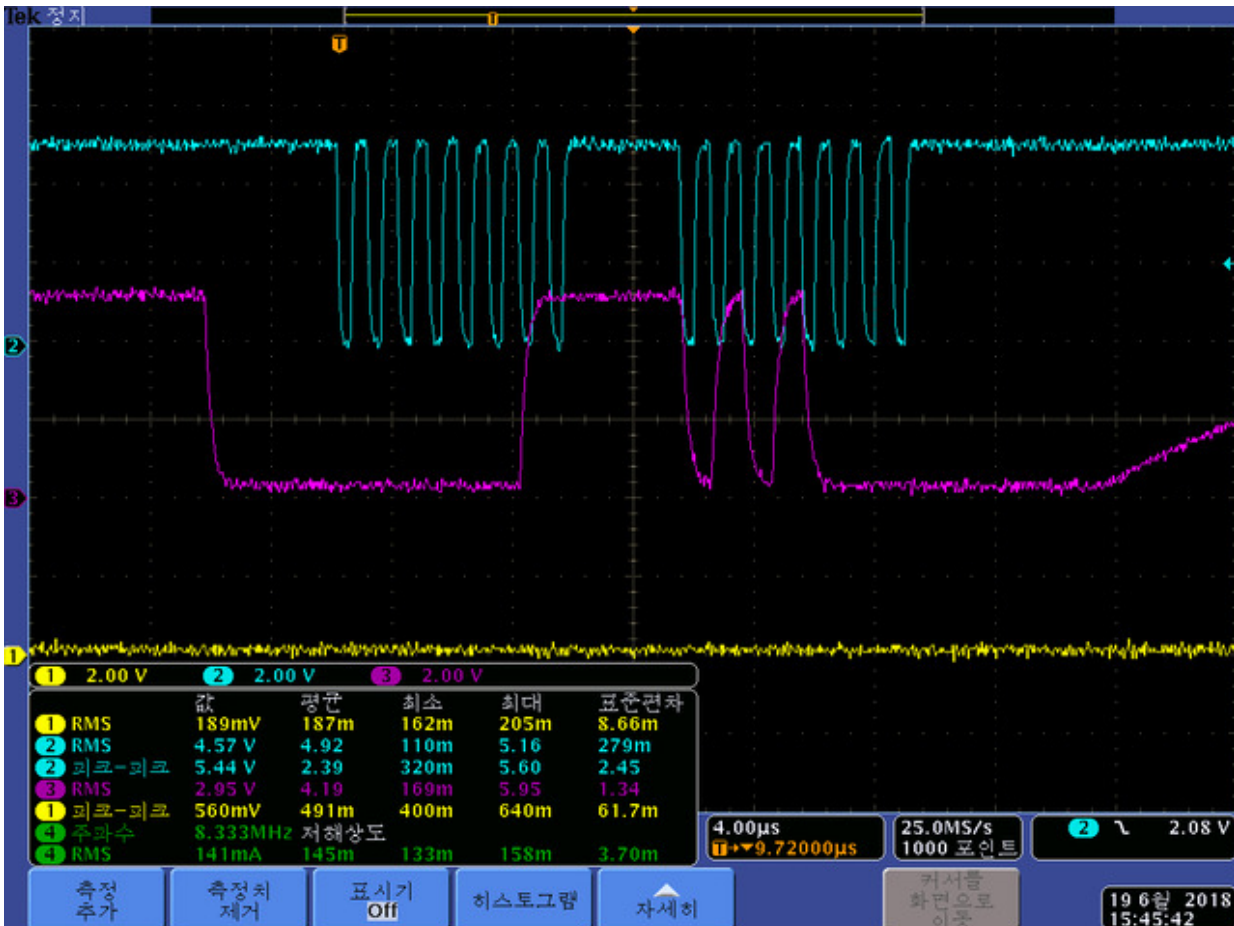 Tek 정지
T
T
2
3
1
1 2.00 V 2 2.00 V 3 2.00 V
값 평균 최소 최대 표준편차
1 RMS 189mV 187m 162m 205m 8.66m
2 RMS 4.57 V 4.92 110m 5.16 279m
2 피크-피크 5.44 V 2.39 320m 5.60 2.45
3 RMS 2.95 V 4.19 169m 5.95 1.34
1 피크-피크 560mV 491m 400m 640m 61.7m
4 주파수 8.333MHz 저해상도
4 RMS 141mA 145m 133m 158m 3.70m
4.00µs
T→▼9.72000µs
25.0MS/s
1000 포인트
2 2.08 V
측정
추가
측정치
제거
표시기
Off
히스토그램
자세히
커서를
화면으로
이동
19 6월 2018
15:45:42